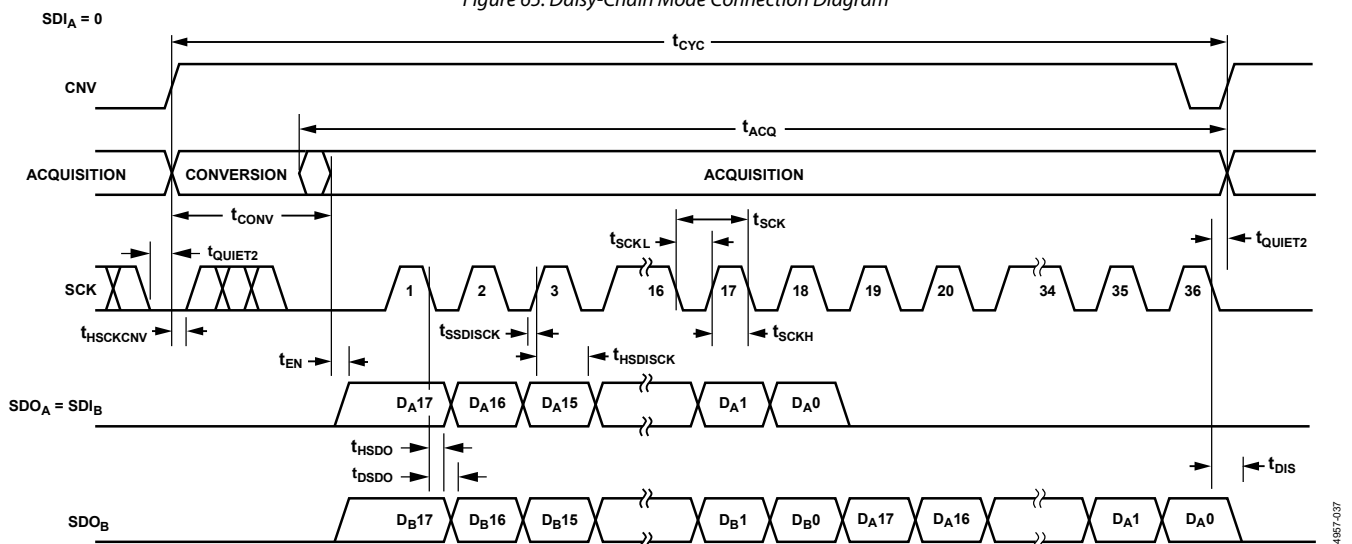 Figure 65. Daisy-Chain Mode Connection Diagram
SDIA = 0
tCYC
CNV
tACQ
ACQUISITION
CONVERSION
ACQUISITION
tCONV
tSCK
tSCKL
tQUIET2
tQUIET2
SCK
1 2 3 16 17 18 19 20 34 35 36
tHSCKCNV
tSSDISCK
tSCKH
tEN
tHSDISCK
SDOA = SDIB
DA17 DA16 DA15 DA1 DA0
tHSDO
tDSDO
tDIS
SDOB
DB17 DB16 DB15 DB1 DB0 DA17 DA16 DA1 DA0
4957-037